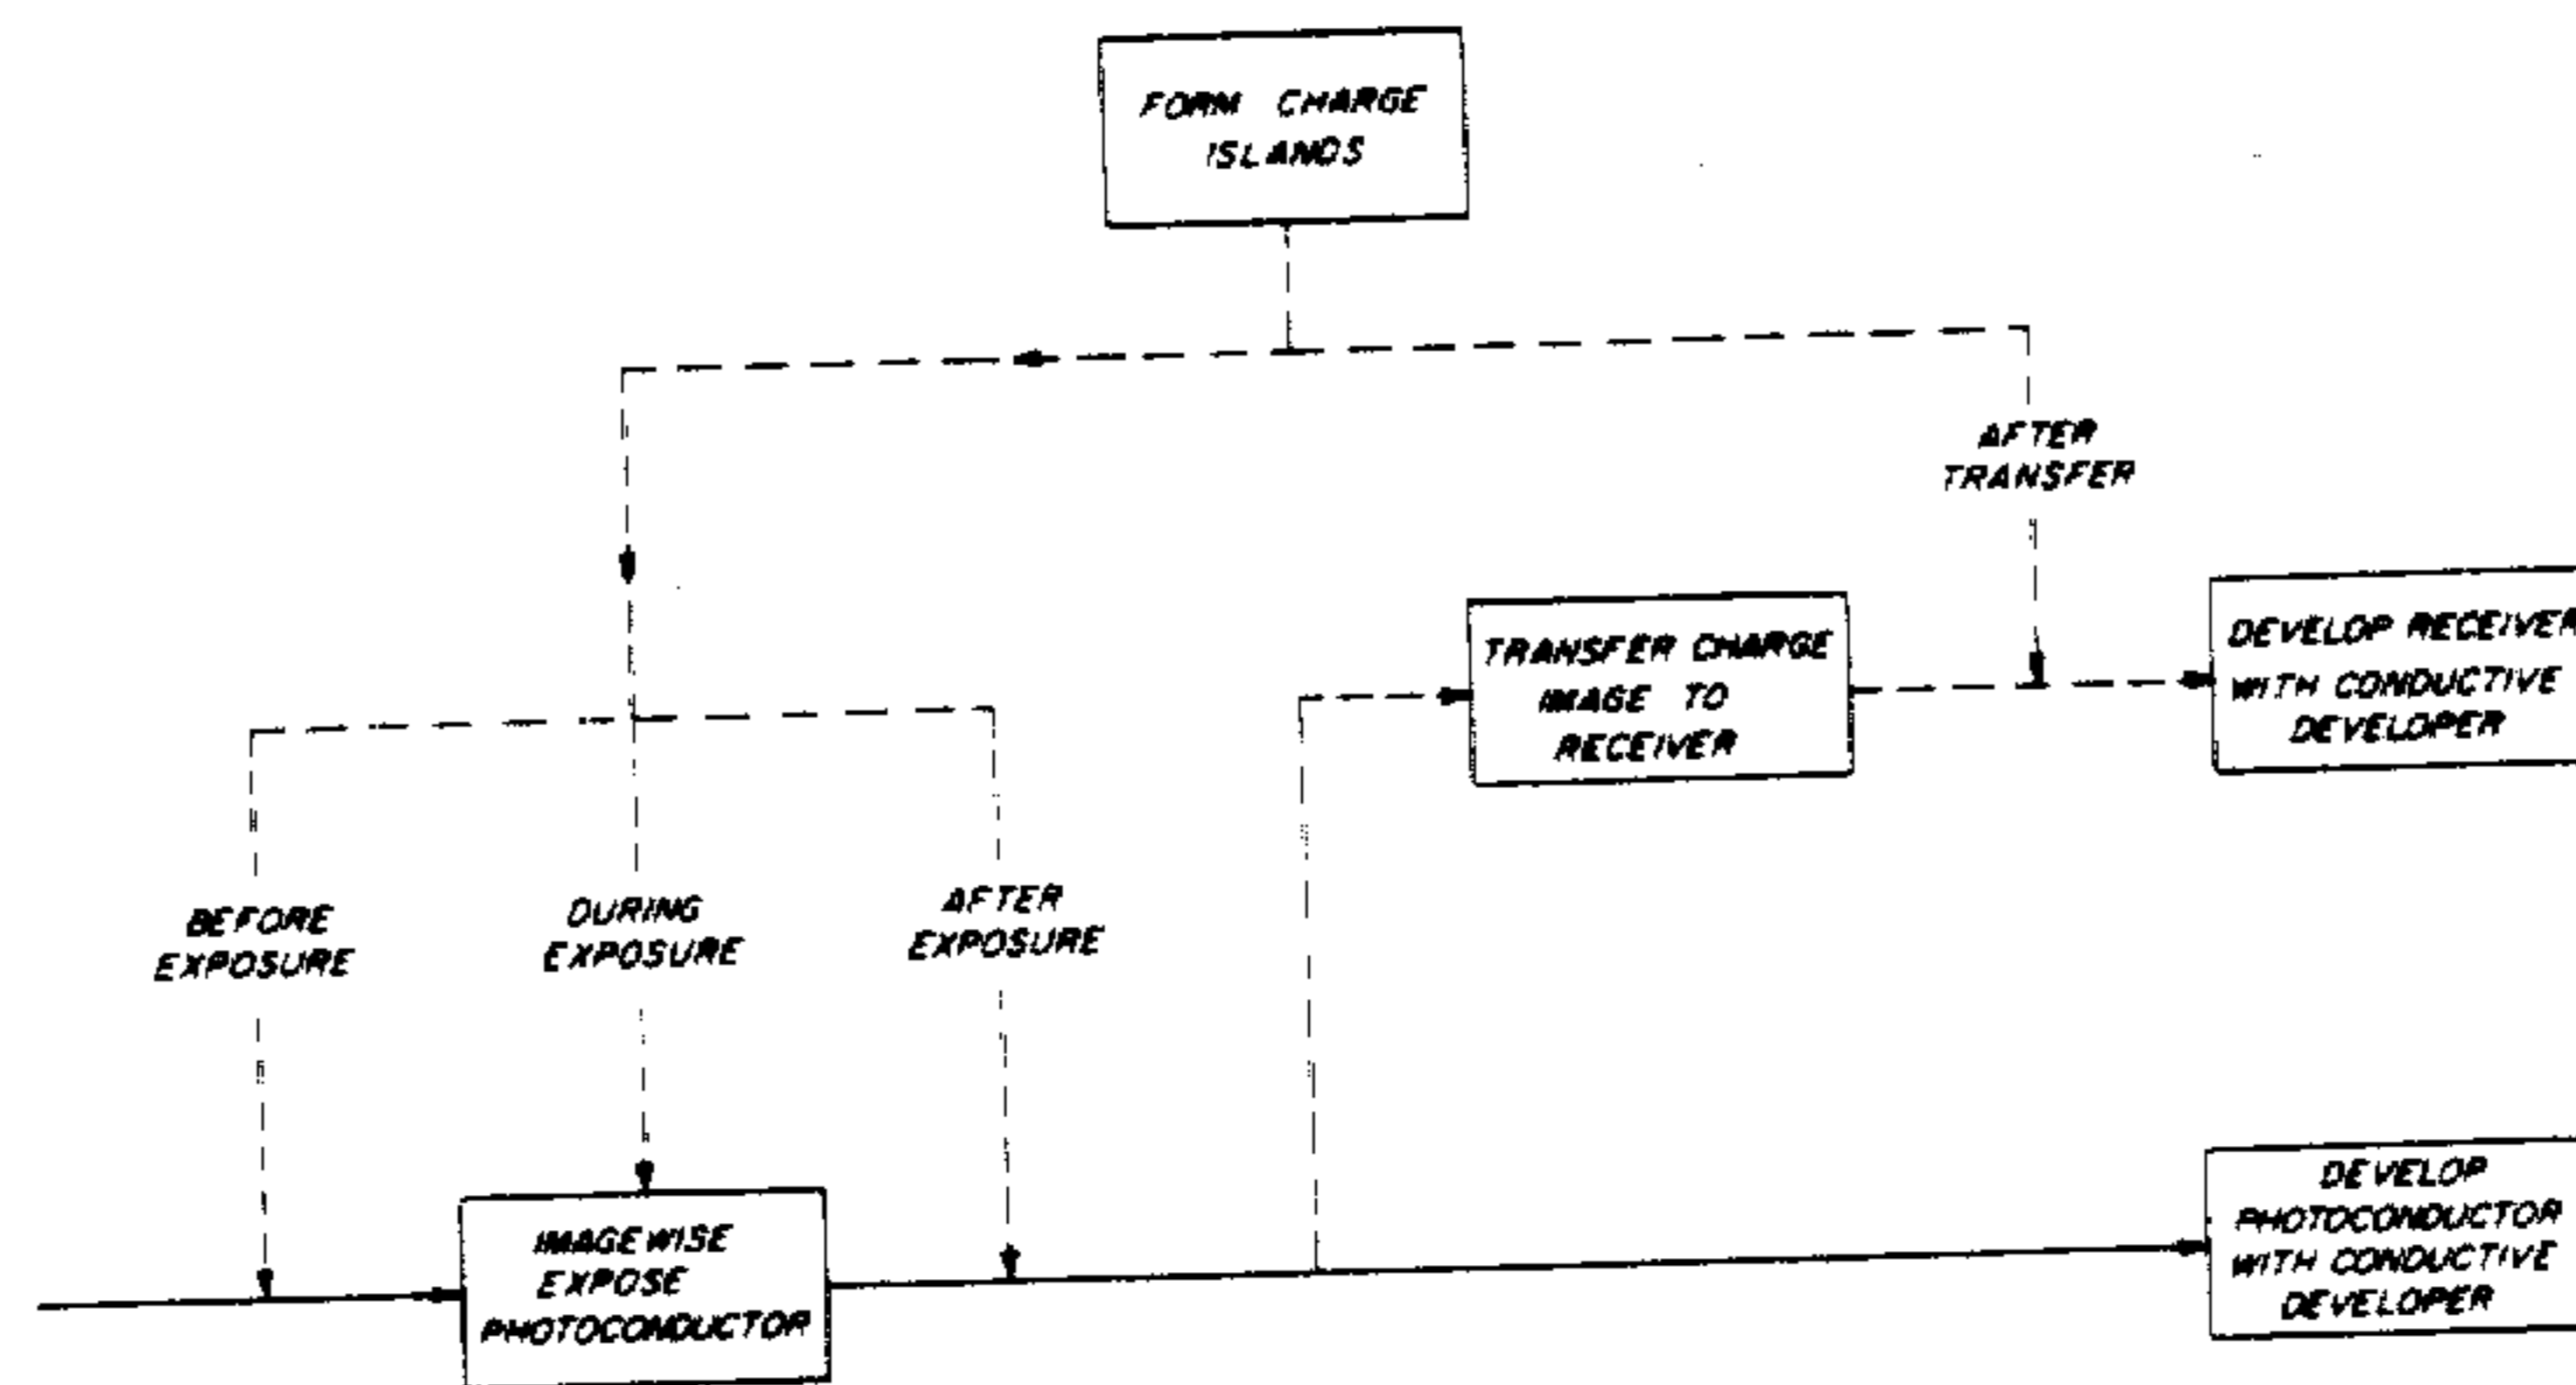 FORM CHARGE
ISLANDS
AFTER
TRANSFER
TRANSFER CHARGE
IMAGE TO
RECEIVER
DEVELOP RECEIVER
WITH CONDUCTIVE
DEVELOPER
BEFORE
EXPOSURE
DURING
EXPOSURE
AFTER
EXPOSURE
IMAGEWISE
EXPOSE
PHOTOCONDUCTOR
DEVELOP
PHOTOCONDUCTOR
WITH CONDUCTIVE
DEVELOPER